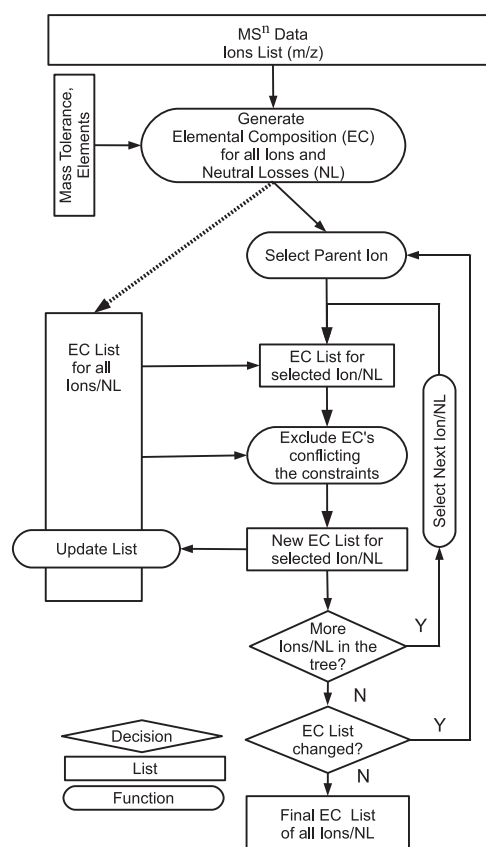 MSⁿ Data
Ions List (m/z)
Mass Tolerance,
Elements
Generate
Elemental Composition (EC)
for all Ions and
Neutral Losses (NL)
Select Parent Ion
EC List
for all
Ions/NL
EC List for
selected Ion/NL
Select Next Ion/NL
Exclude EC's
conflicting
the constraints
Update List
New EC List for
selected Ion/NL
More
Ions/NL in the
tree?
Y
N
EC List
changed?
Y
N
Decision
List
Function
Final EC List
of all Ions/NL